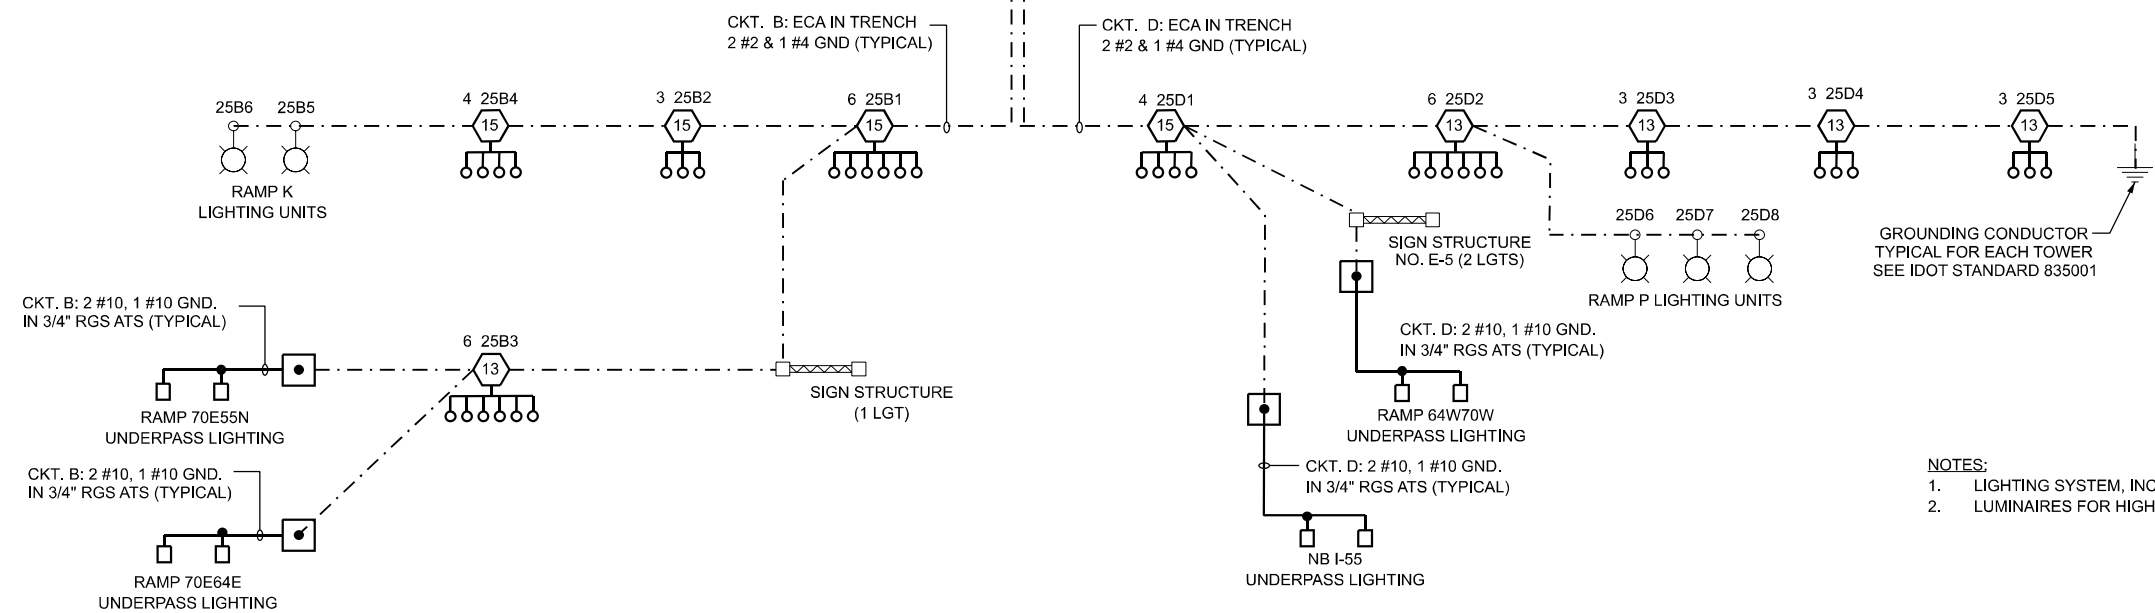 CKT. B: ECA IN TRENCH
2 #2 & 1 #4 GND (TYPICAL)
CKT. D: ECA IN TRENCH
2 #2 & 1 #4 GND (TYPICAL)
25B6
25B5
4 25B4
3 25B2
6 25B1
4 25D1
6 25D2
3 25D3
3 25D4
3 25D5
15
15
15
15
13
13
13
13
RAMP K
LIGHTING UNITS
25D6
25D7
25D8
RAMP P LIGHTING UNITS
GROUNDING CONDUCTOR
TYPICAL FOR EACH TOWER
SEE IDOT STANDARD 835001
SIGN STRUCTURE
NO. E-5 (2 LGTS)
CKT. B: 2 #10, 1 #10 GND.
IN 3/4" RGS ATS (TYPICAL)
6 25B3
13
SIGN STRUCTURE
(1 LGT)
CKT. D: 2 #10, 1 #10 GND.
IN 3/4" RGS ATS (TYPICAL)
RAMP 70E55N
UNDERPASS LIGHTING
RAMP 64W70W
UNDERPASS LIGHTING
CKT. B: 2 #10, 1 #10 GND.
IN 3/4" RGS ATS (TYPICAL)
CKT. D: 2 #10, 1 #10 GND.
IN 3/4" RGS ATS (TYPICAL)
RAMP 70E64E
UNDERPASS LIGHTING
NB I-55
UNDERPASS LIGHTING
NOTES:
1. LIGHTING SYSTEM, INC
2. LUMINAIRES FOR HIGH